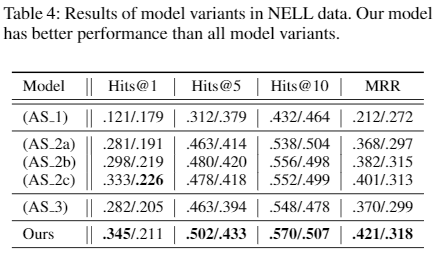 Table 4: Results of model variants in NELL data. Our model
has better performance than all model variants.
Model || Hits@1 | Hits@5 | Hits@10 | MRR
(AS_1) || .121/.179 | .312/.379 | .432/.464 | .212/.272
(AS_2a) || .281/.191 | .463/.414 | .538/.504 | .368/.297
(AS_2b) || .298/.219 | .480/.420 | .556/.498 | .382/.315
(AS_2c) || .333/.226 | .478/.418 | .552/.499 | .401/.313
(AS_3) || .282/.205 | .463/.394 | .548/.478 | .370/.299
Ours || .345/.211 | .502/.433 | .570/.507 | .421/.318